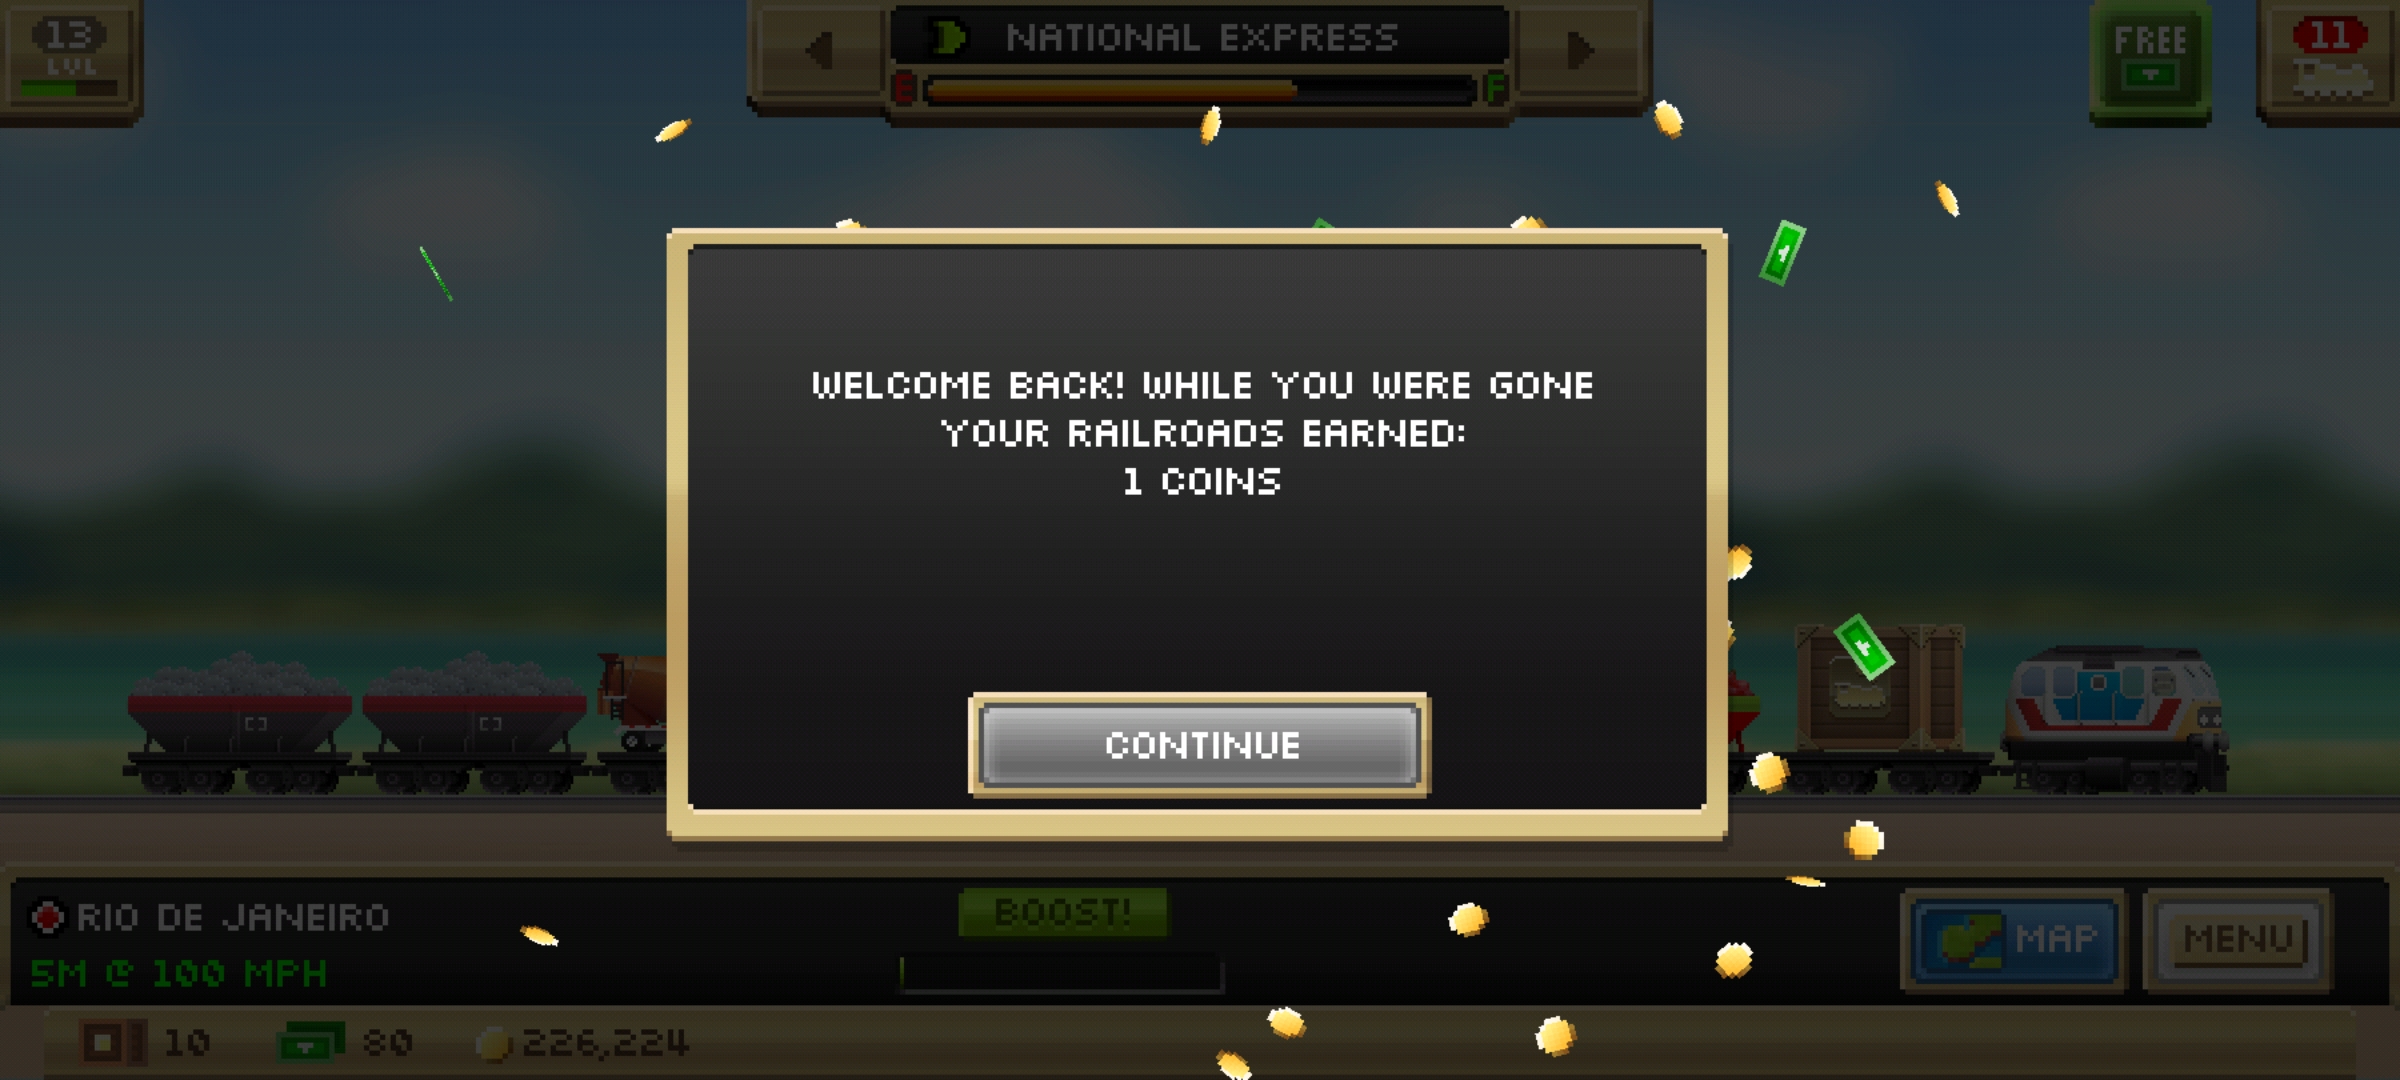 13
LVL
NATIONAL EXPRESS
E
F
FREE
11
WELCOME BACK! WHILE YOU WERE GONE
YOUR RAILROADS EARNED:
1 COINS
CONTINUE
RIO DE JANEIRO
5M @ 100 MPH
BOOST!
MAP
MENU
10
80
226,224